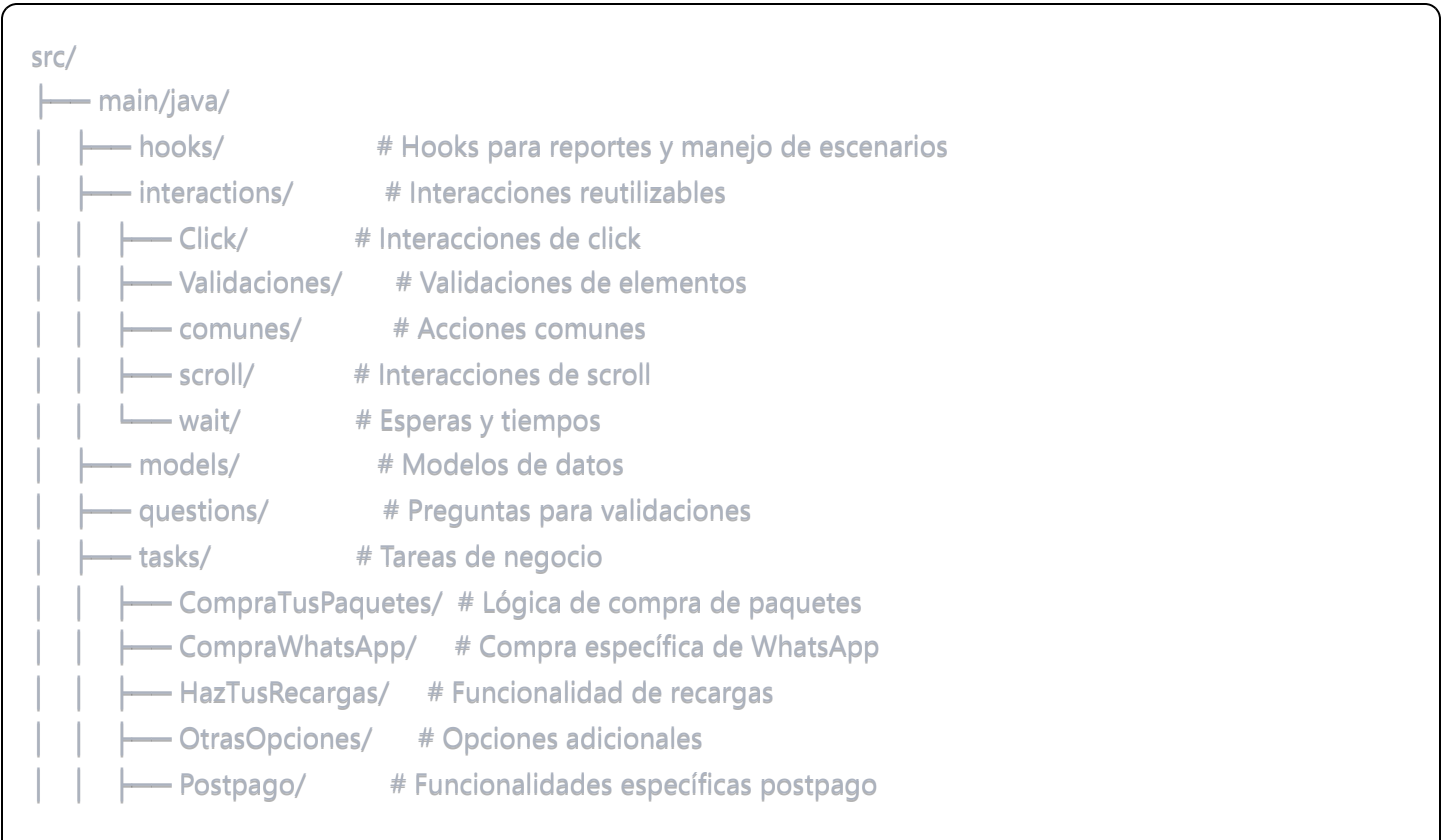 src/
├── main/java/
│   ├── hooks/                    # Hooks para reportes y manejo de escenarios
│   ├── interactions/            # Interacciones reutilizables
│   │   ├── Click/              # Interacciones de click
│   │   ├── Validaciones/       # Validaciones de elementos
│   │   ├── comunes/            # Acciones comunes
│   │   ├── scroll/             # Interacciones de scroll
│   │   └── wait/               # Esperas y tiempos
│   ├── models/                  # Modelos de datos
│   ├── questions/               # Preguntas para validaciones
│   ├── tasks/                   # Tareas de negocio
│   │   ├── CompraTusPaquetes/  # Lógica de compra de paquetes
│   │   ├── CompraWhatsApp/     # Compra específica de WhatsApp
│   │   ├── HazTusRecargas/     # Funcionalidad de recargas
│   │   ├── OtrasOpciones/      # Opciones adicionales
│   │   ├── Postpago/           # Funcionalidades específicas postpago